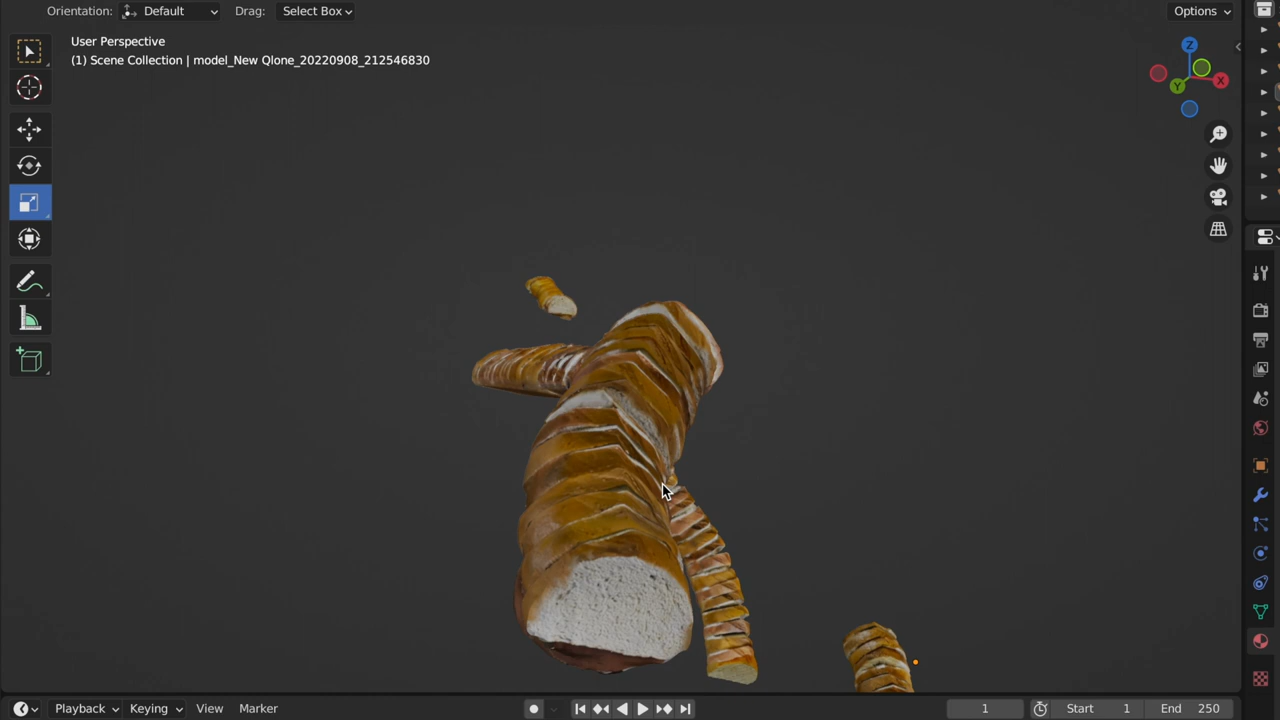 Orientation: Default Drag: Select Box Options
User Perspective
(1) Scene Collection | model_New Qlone_20220908_212546830
Z
X
Y
Playback Keying View Marker 1 Start 1 End 250